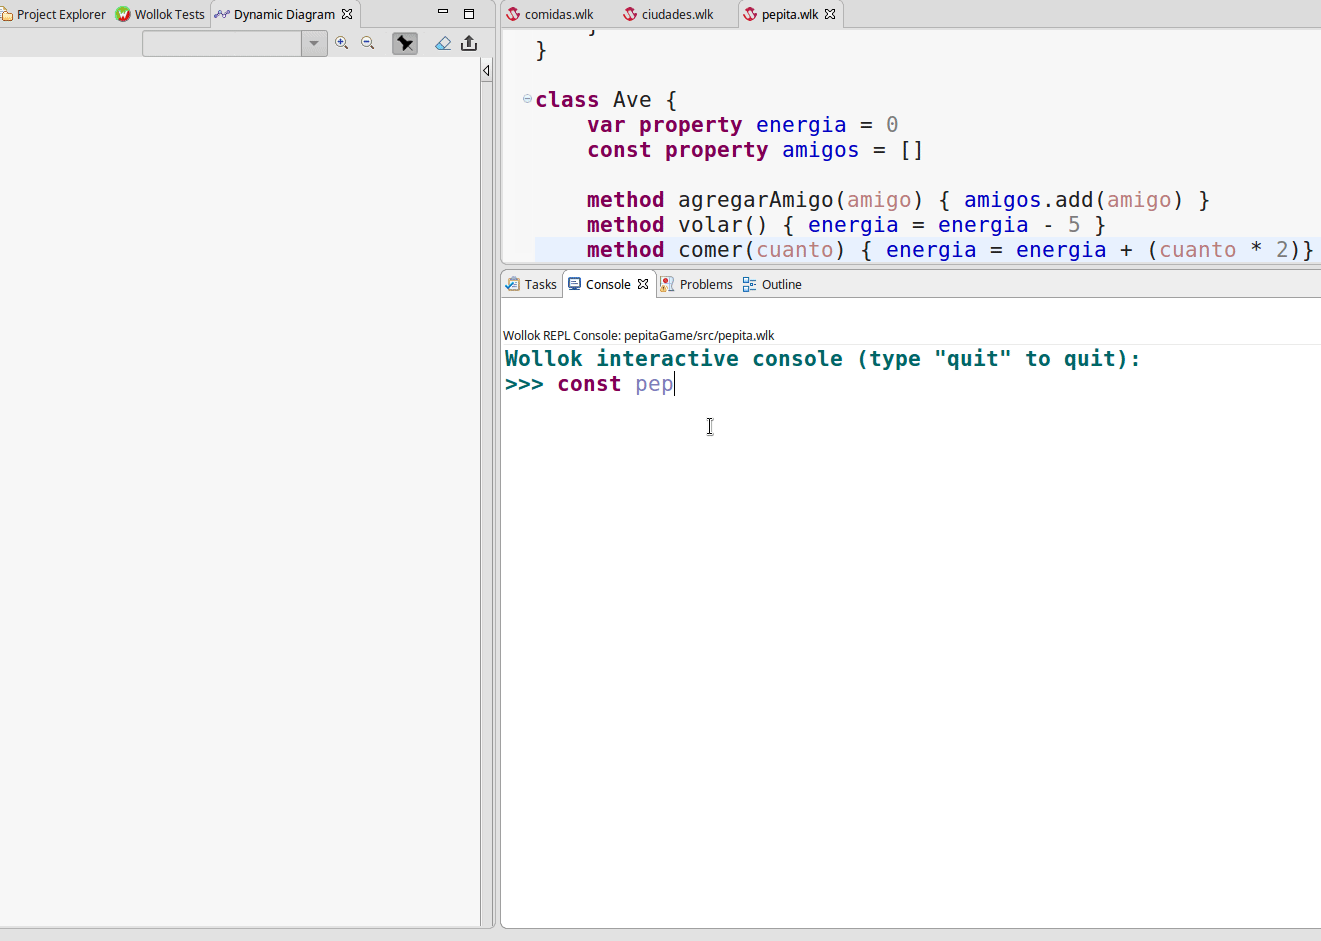 Project Explorer Wollok Tests Dynamic Diagram
comidas.wlk ciudades.wlk pepita.wlk
}
class Ave {
var property energia = 0
const property amigos = []
method agregarAmigo(amigo) { amigos.add(amigo) }
method volar() { energia = energia - 5 }
method comer(cuanto) { energia = energia + (cuanto * 2)}
Tasks Console Problems Outline
Wollok REPL Console: pepitaGame/src/pepita.wlk
Wollok interactive console (type "quit" to quit):
>>> const pep